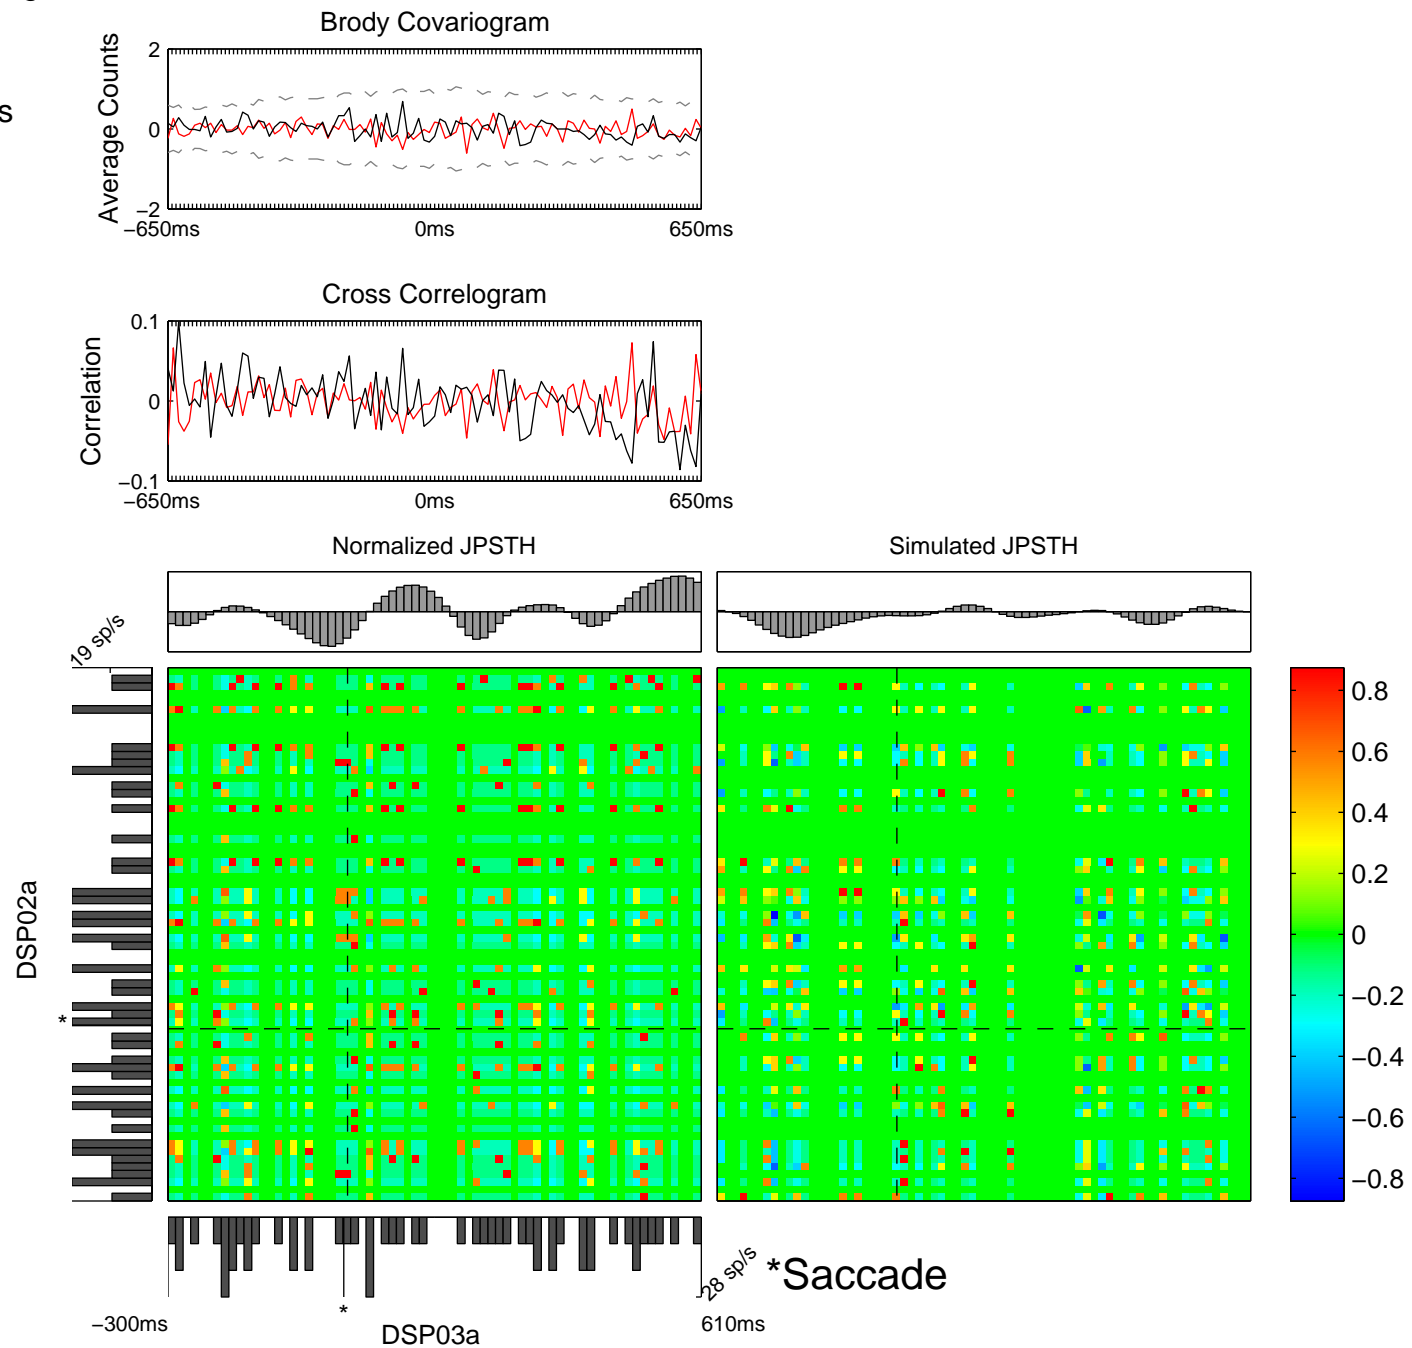 Brody Covariogram
Average Counts
2
0
−2
−650ms 0ms 650ms
s
Cross Correlogram
Correlation
0.1
0
−0.1
−650ms 0ms 650ms
Normalized JPSTH
Simulated JPSTH
19 sp/s
DSP02a
*
0.8
0.6
0.4
0.2
0
−0.2
−0.4
−0.6
−0.8
28 sp/s
*Saccade
*
−300ms
DSP03a
610ms